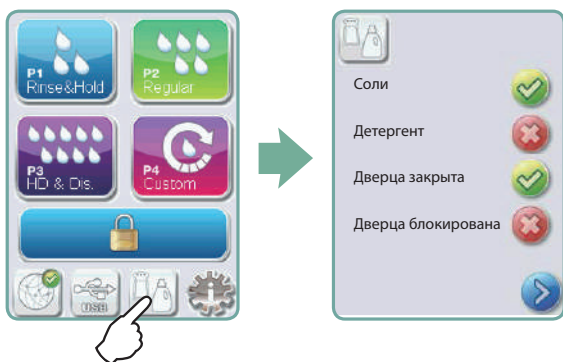 P1
Rinse&Hold
P2
Regular
P3
HD & Dis.
P4
Custom
USB
Соли
Детергент
Дверца закрыта
Дверца блокирована